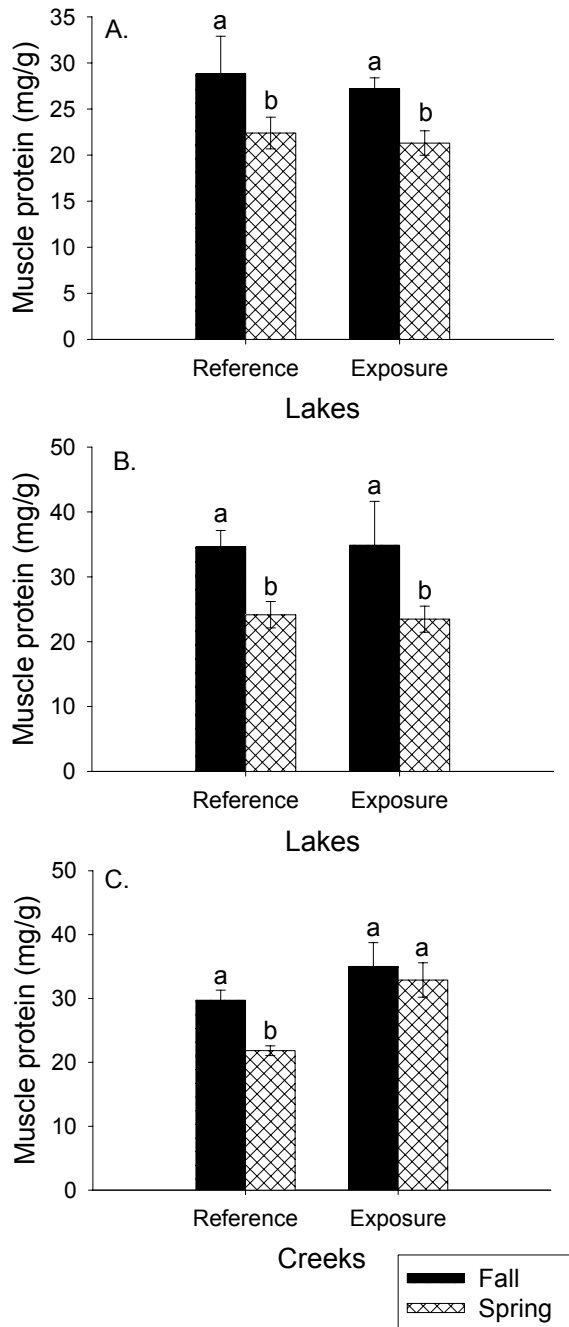 A.
Muscle protein (mg/g)
35
30
25
20
15
10
5
0
a
b
a
b
Reference
Exposure
Lakes
B.
Muscle protein (mg/g)
50
40
30
20
10
0
a
b
a
b
Reference
Exposure
Lakes
C.
Muscle protein (mg/g)
50
40
30
20
10
0
a
b
a
a
Reference
Exposure
Creeks
Fall
Spring